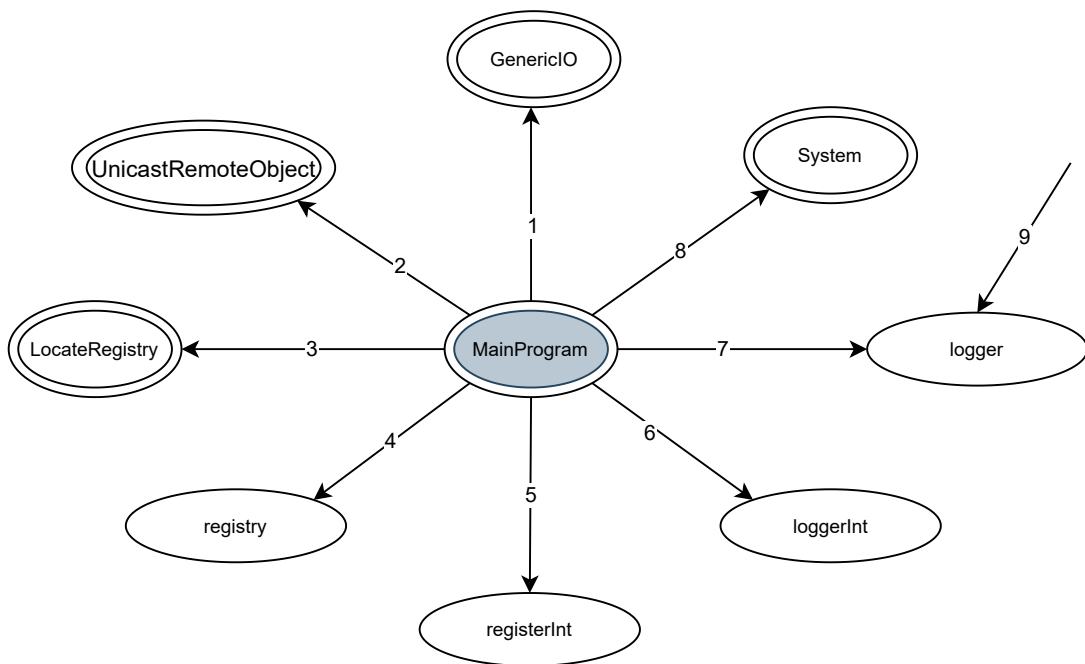 GenericIO
System
UnicastRemoteObject
1
9
8
2
LocateRegistry
3
MainProgram
7
logger
4
6
5
registry
loggerInt
registerInt